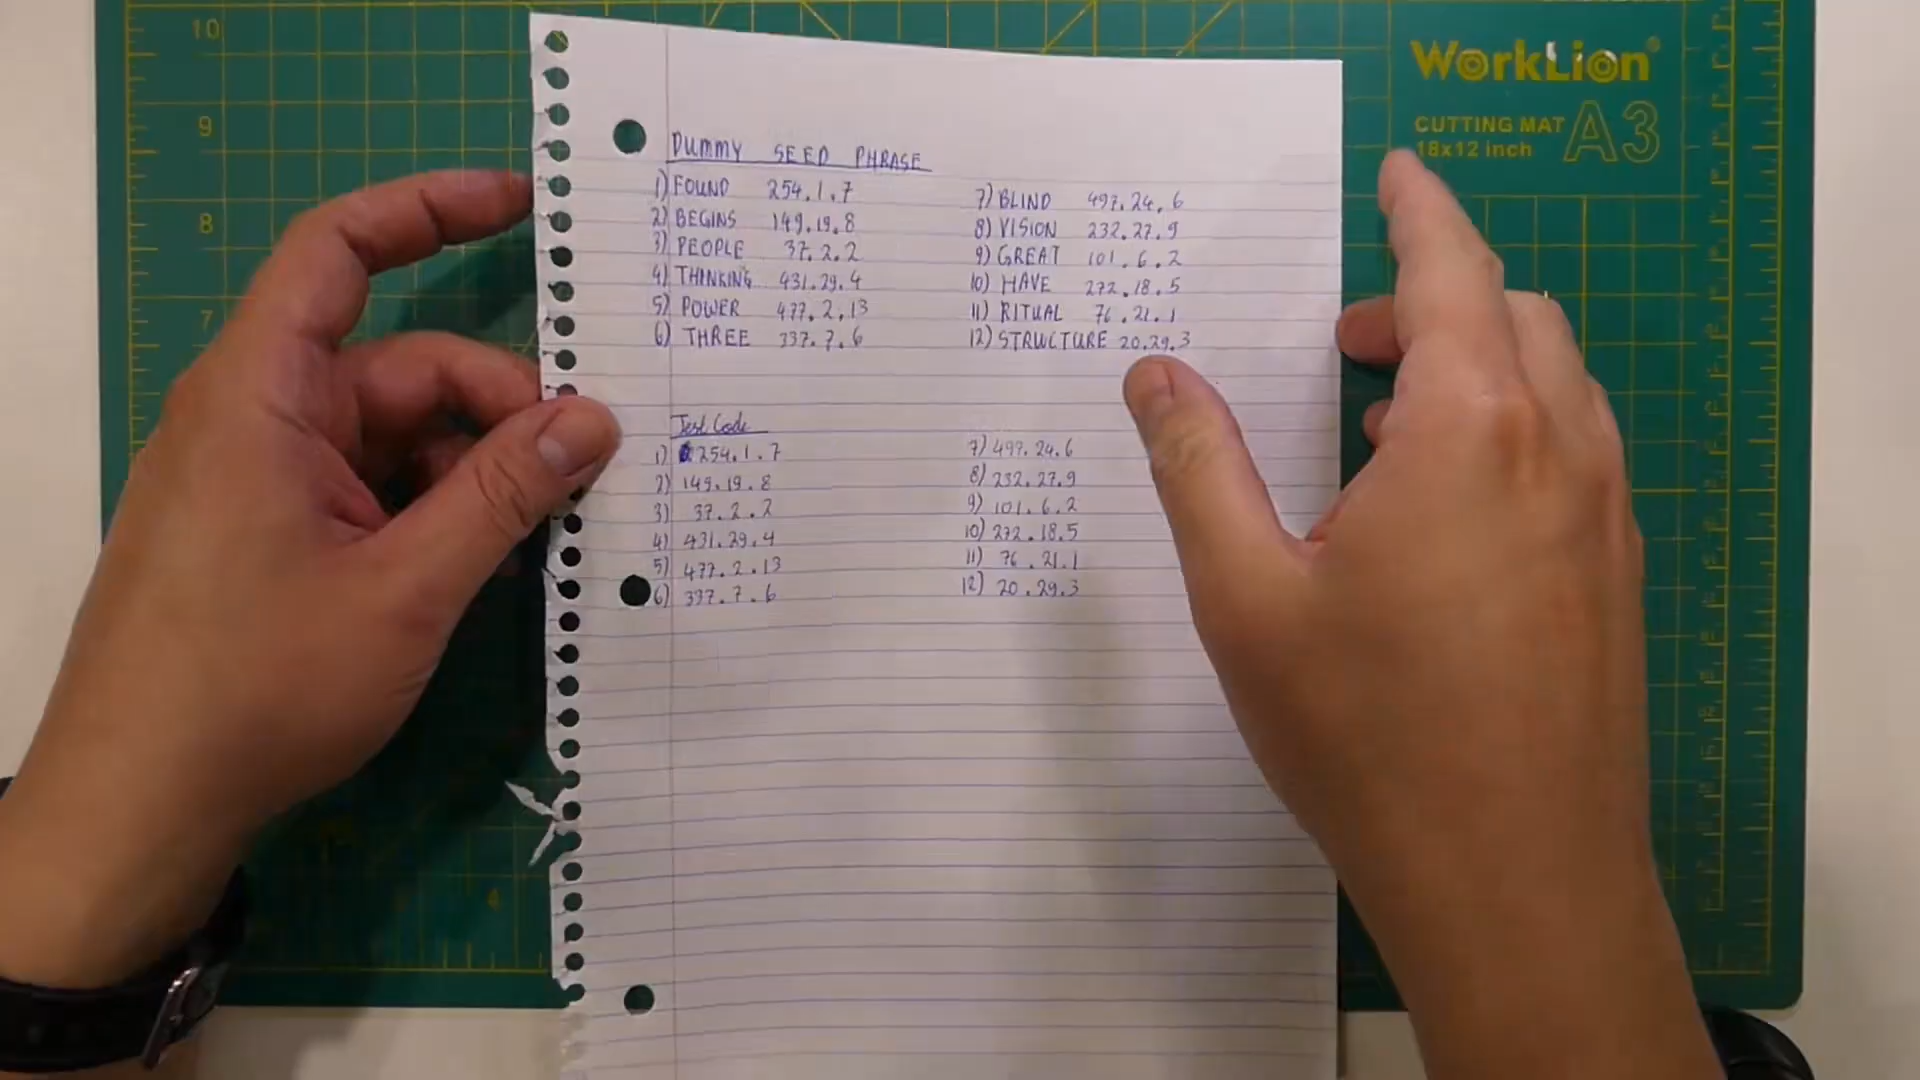 10
9
8
7
4
WorkLion®
CUTTING MAT A3
18x12 inch
DUMMY SEED PHRASE
1) FOUND 254.1.7
2) BEGINS 149.19.8
3) PEOPLE 37.2.2
4) THINKING 431.29.4
5) POWER 477.2.13
6) THREE 337.7.6
7) BLIND 497.24.6
8) VISION 232.27.9
9) GREAT 101.6.2
10) HAVE 272.18.5
11) RITUAL 76.21.1
12) STRUCTURE 20.29.3
Test Code
1) 254.1.7
2) 149.19.8
3) 37.2.2
4) 431.29.4
5) 477.2.13
6) 337.7.6
7) 497.24.6
8) 232.27.9
9) 101.6.2
10) 272.18.5
11) 76.21.1
12) 20.29.3